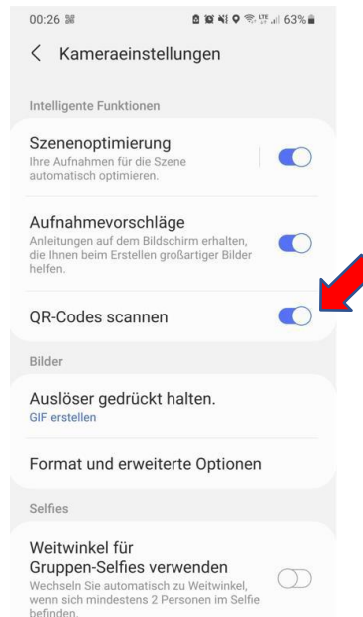 00:26 63%
Kameraeinstellungen
Intelligente Funktionen
Szenenoptimierung
Ihre Aufnahmen für die Szene
automatisch optimieren.
Aufnahmevorschläge
Anleitungen auf dem Bildschirm erhalten,
die Ihnen beim Erstellen großartiger Bilder
helfen.
QR-Codes scannen
Bilder
Auslöser gedrückt halten.
GIF erstellen
Format und erweiterte Optionen
Selfies
Weitwinkel für
Gruppen-Selfies verwenden
Wechseln Sie automatisch zu Weitwinkel,
wenn sich mindestens 2 Personen im Selfie
befinden.